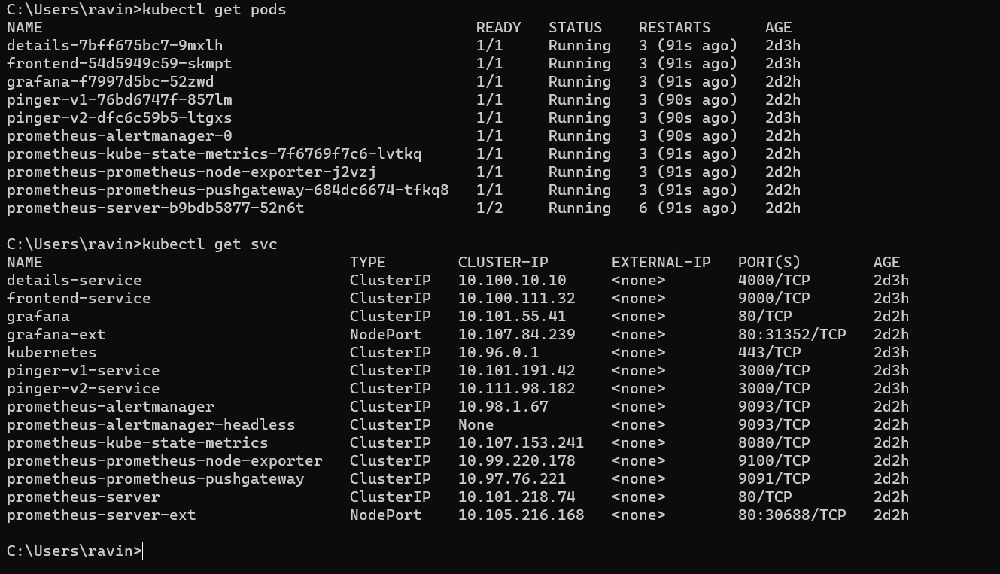 C:\Users\ravin>kubectl get pods
NAME READY STATUS RESTARTS AGE
details-7bff675bc7-9mxlh 1/1 Running 3 (91s ago) 2d3h
frontend-54d5949c59-skmpt 1/1 Running 3 (91s ago) 2d3h
grafana-f7997d5bc-52zwd 1/1 Running 3 (91s ago) 2d2h
pinger-v1-76bd6747f-857lm 1/1 Running 3 (90s ago) 2d2h
pinger-v2-dfc6c59b5-ltgxs 1/1 Running 3 (90s ago) 2d3h
prometheus-alertmanager-0 1/1 Running 3 (90s ago) 2d2h
prometheus-kube-state-metrics-7f6769f7c6-lvtkq 1/1 Running 3 (91s ago) 2d2h
prometheus-prometheus-node-exporter-j2vzj 1/1 Running 3 (91s ago) 2d2h
prometheus-prometheus-pushgateway-684dc6674-tfkq8 1/1 Running 3 (91s ago) 2d2h
prometheus-server-b9bdb5877-52n6t 1/2 Running 6 (91s ago) 2d2h
C:\Users\ravin>kubectl get svc
NAME TYPE CLUSTER-IP EXTERNAL-IP PORT(S) AGE
details-service ClusterIP 10.100.10.10 <none> 4000/TCP 2d3h
frontend-service ClusterIP 10.100.111.32 <none> 9000/TCP 2d3h
grafana ClusterIP 10.101.55.41 <none> 80/TCP 2d2h
grafana-ext NodePort 10.107.84.239 <none> 80:31352/TCP 2d2h
kubernetes ClusterIP 10.96.0.1 <none> 443/TCP 2d3h
pinger-v1-service ClusterIP 10.101.191.42 <none> 3000/TCP 2d3h
pinger-v2-service ClusterIP 10.111.98.182 <none> 3000/TCP 2d3h
prometheus-alertmanager ClusterIP 10.98.1.67 <none> 9093/TCP 2d2h
prometheus-alertmanager-headless ClusterIP None <none> 9093/TCP 2d2h
prometheus-kube-state-metrics ClusterIP 10.107.153.241 <none> 8080/TCP 2d2h
prometheus-prometheus-node-exporter ClusterIP 10.99.220.178 <none> 9100/TCP 2d2h
prometheus-prometheus-pushgateway ClusterIP 10.97.76.221 <none> 9091/TCP 2d2h
prometheus-server ClusterIP 10.101.218.74 <none> 80/TCP 2d2h
prometheus-server-ext NodePort 10.105.216.168 <none> 80:30688/TCP 2d2h
C:\Users\ravin>